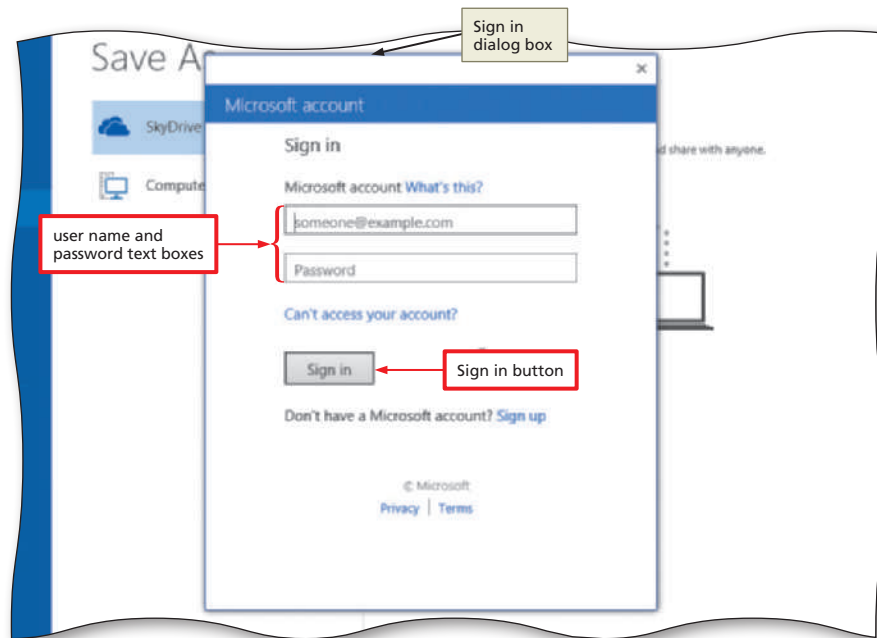 Sign in
dialog box
Save A
Microsoft account
SkyDrive
Sign in
d share with anyone.
Compute
Microsoft account What's this?
someone@example.com
user name and
password text boxes
Password
Can't access your account?
Sign in
Sign in button
Don't have a Microsoft account? Sign up
© Microsoft
Privacy | Terms